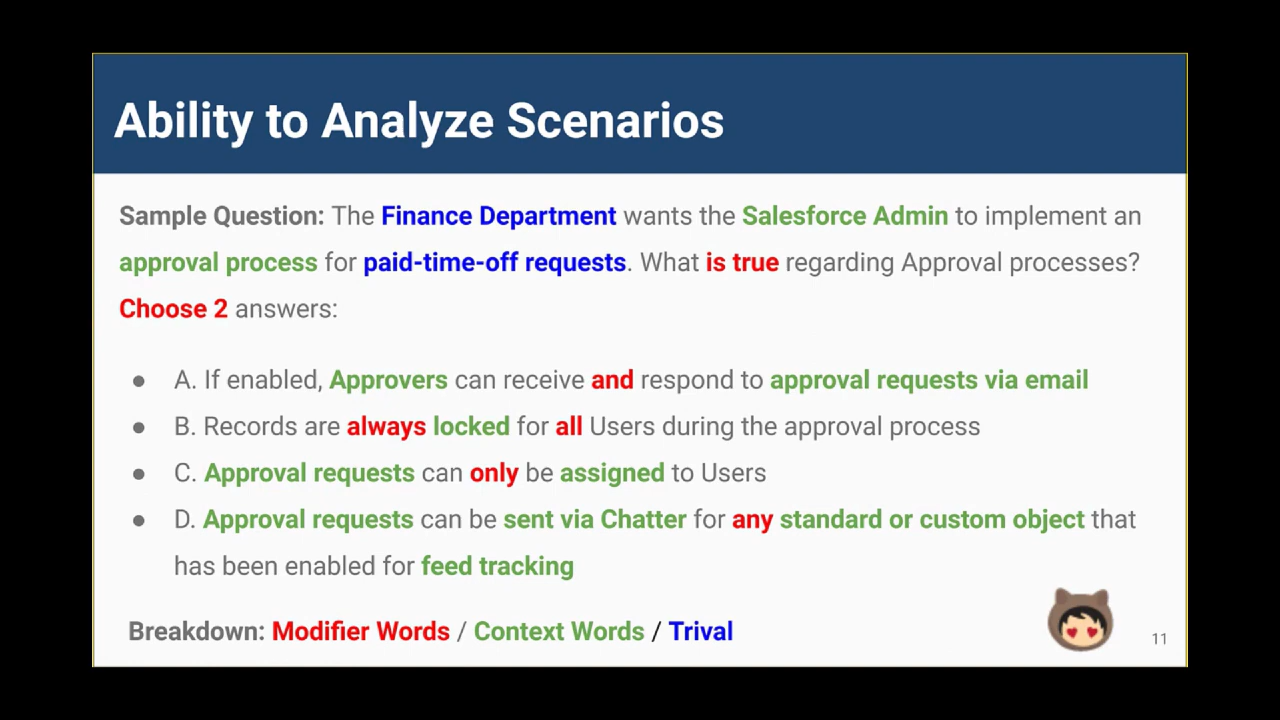 Ability to Analyze Scenarios
Sample Question: The Finance Department wants the Salesforce Admin to implement an
approval process for paid-time-off requests. What is true regarding Approval processes?
Choose 2 answers:
● A. If enabled, Approvers can receive and respond to approval requests via email
● B. Records are always locked for all Users during the approval process
● C. Approval requests can only be assigned to Users
● D. Approval requests can be sent via Chatter for any standard or custom object that
has been enabled for feed tracking
Breakdown: Modifier Words / Context Words / Trival
11